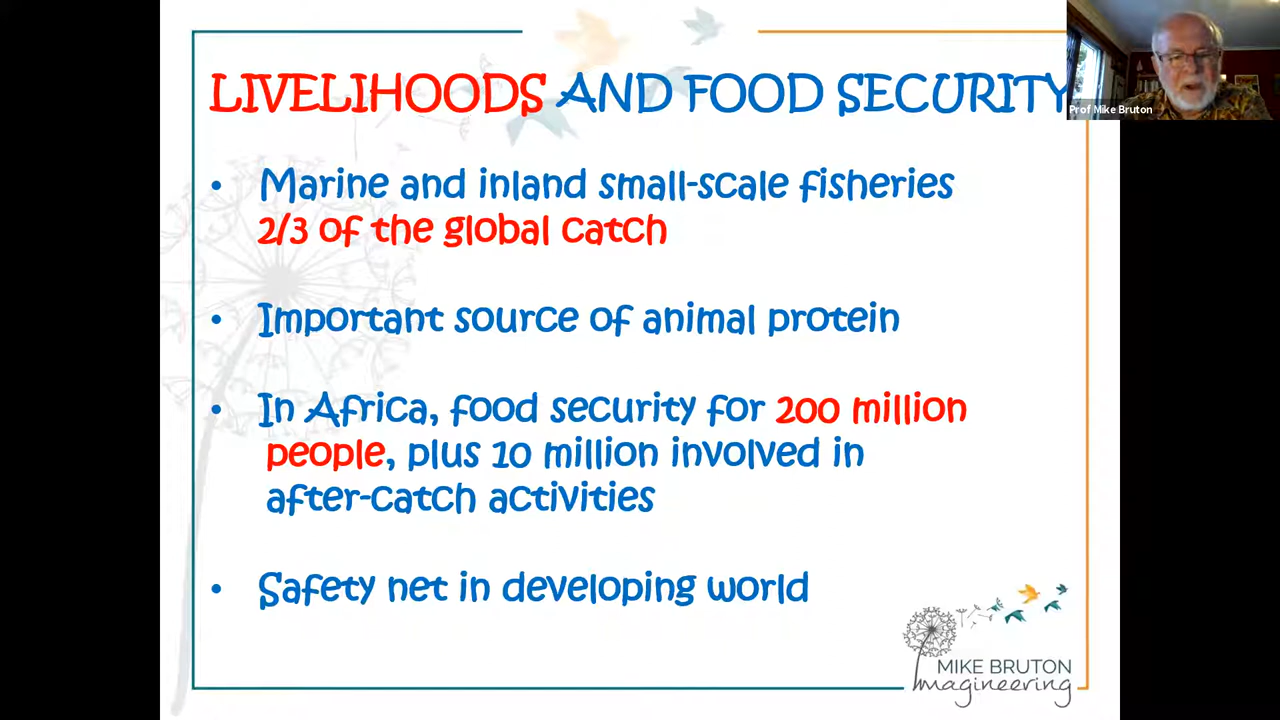 LIVELIHOODS AND FOOD SECURITY
Prof Mike Bruton
• Marine and inland small-scale fisheries
2/3 of the global catch
• Important source of animal protein
• In Africa, food security for 200 million
people, plus 10 million involved in
after-catch activities
• Safety net in developing world
MIKE BRUTON
Imagineering